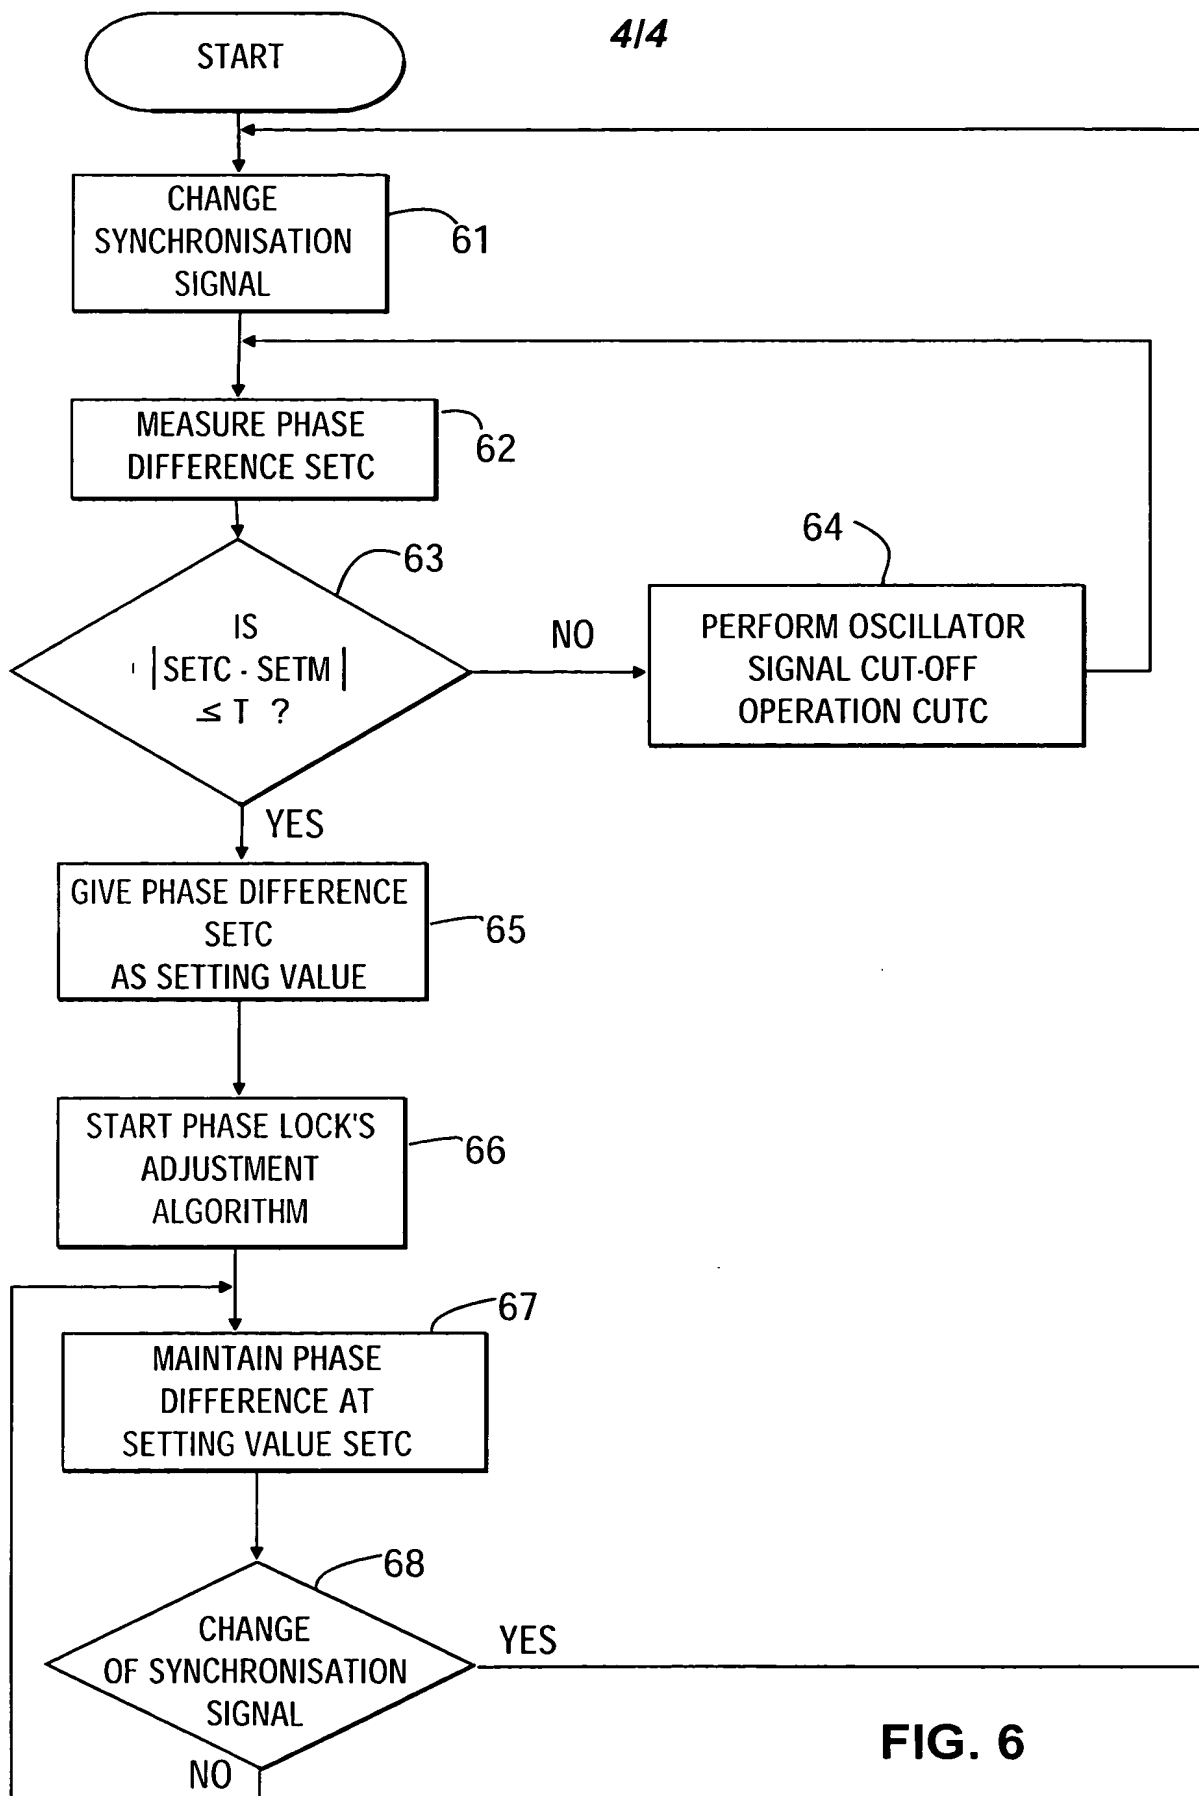 4/4
START
CHANGE
SYNCHRONISATION
SIGNAL
61
MEASURE PHASE
DIFFERENCE SETC
62
63
IS
|SETC - SETM|
≤ T ?
NO
64
PERFORM OSCILLATOR
SIGNAL CUT-OFF
OPERATION CUTC
YES
GIVE PHASE DIFFERENCE
SETC
AS SETTING VALUE
65
START PHASE LOCK'S
ADJUSTMENT
ALGORITHM
66
67
MAINTAIN PHASE
DIFFERENCE AT
SETTING VALUE SETC
68
CHANGE
OF SYNCHRONISATION
SIGNAL
YES
NO
FIG. 6